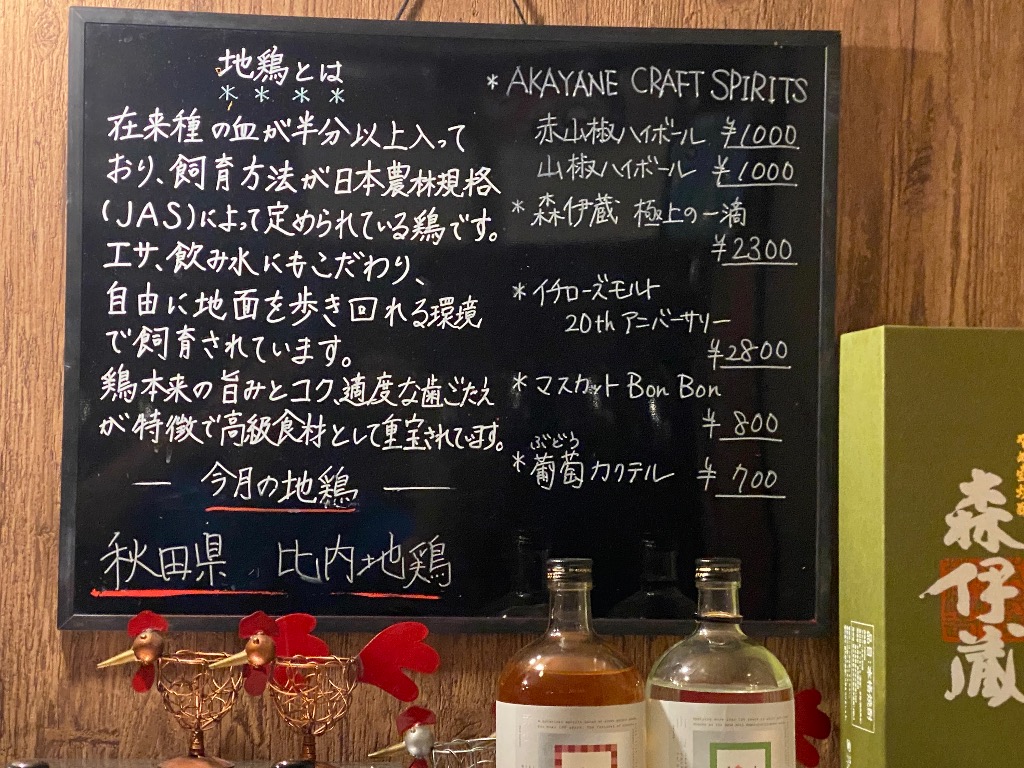 地鶏とは
＊＊＊＊
在来種の血が半分以上入って
おり、飼育方法が日本農林規格
(JAS)によって定められている鶏です。
エサ、飲み水にもこだわり、
自由に地面を歩き回れる環境
で飼育されています。
鶏本来の旨みとコク、適度な歯ごたえ
が特徴で高級食材として重宝されています。
— 今月の地鶏 —
秋田県 比内地鶏
* AKAYANE CRAFT SPIRITS
赤山椒ハイボール ¥1000
山椒ハイボール ¥1000
* 森伊蔵 極上の一滴
¥2300
* イチローズモルト
20th アニバーサリー
¥2800
* マスカット Bon Bon
¥800
ぶどう
* 葡萄カクテル ¥700
森伊蔵
品目:本格焼酎